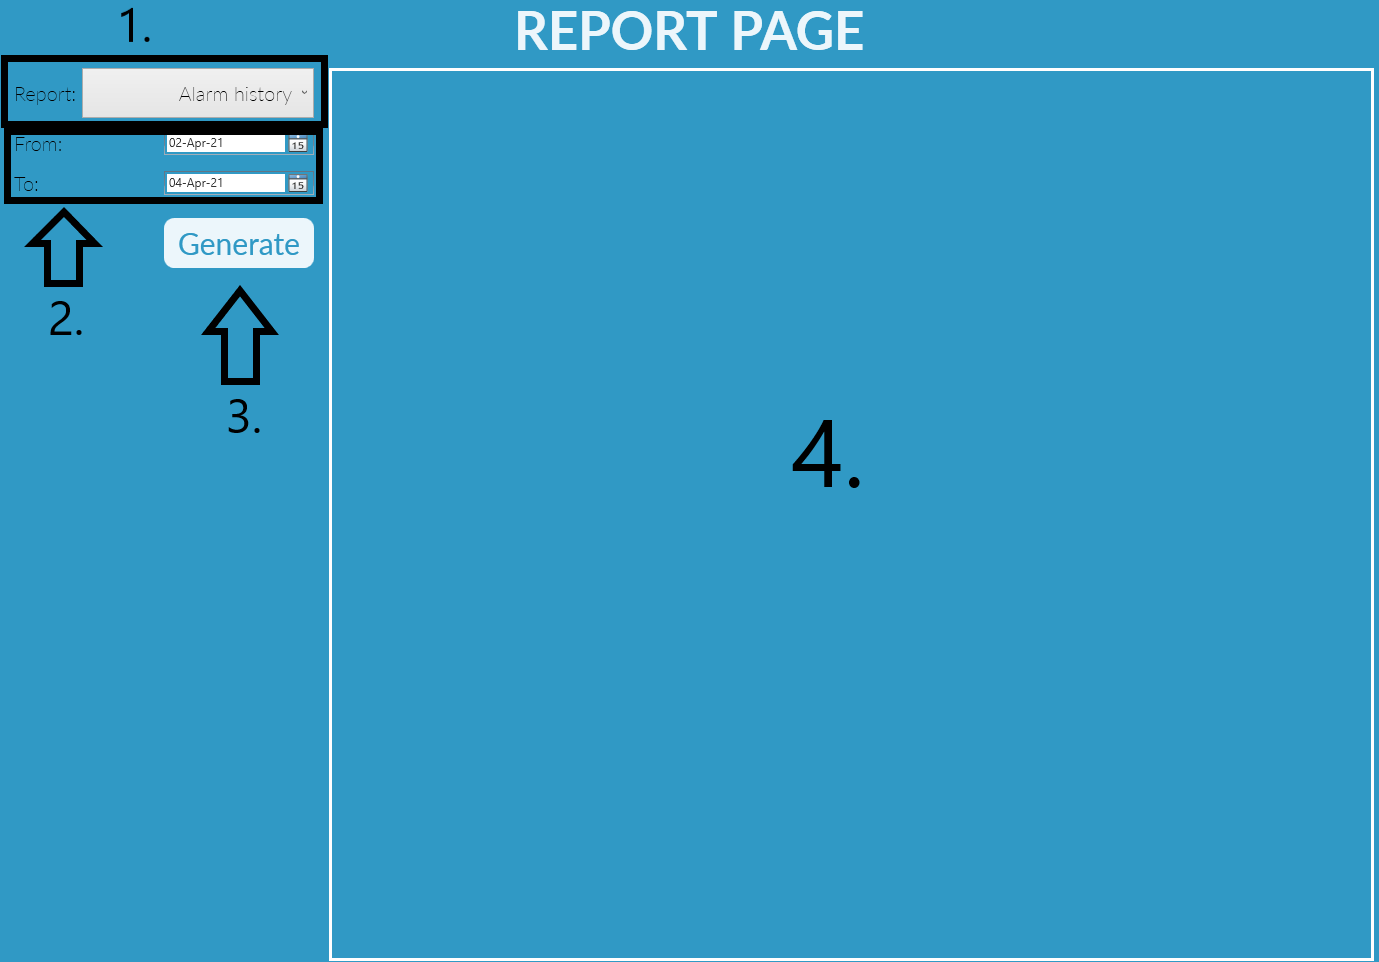 REPORT PAGE
1.
Report: Alarm history
From: 02-Apr-21 15
To: 04-Apr-21 15
Generate
2.
3.
4.